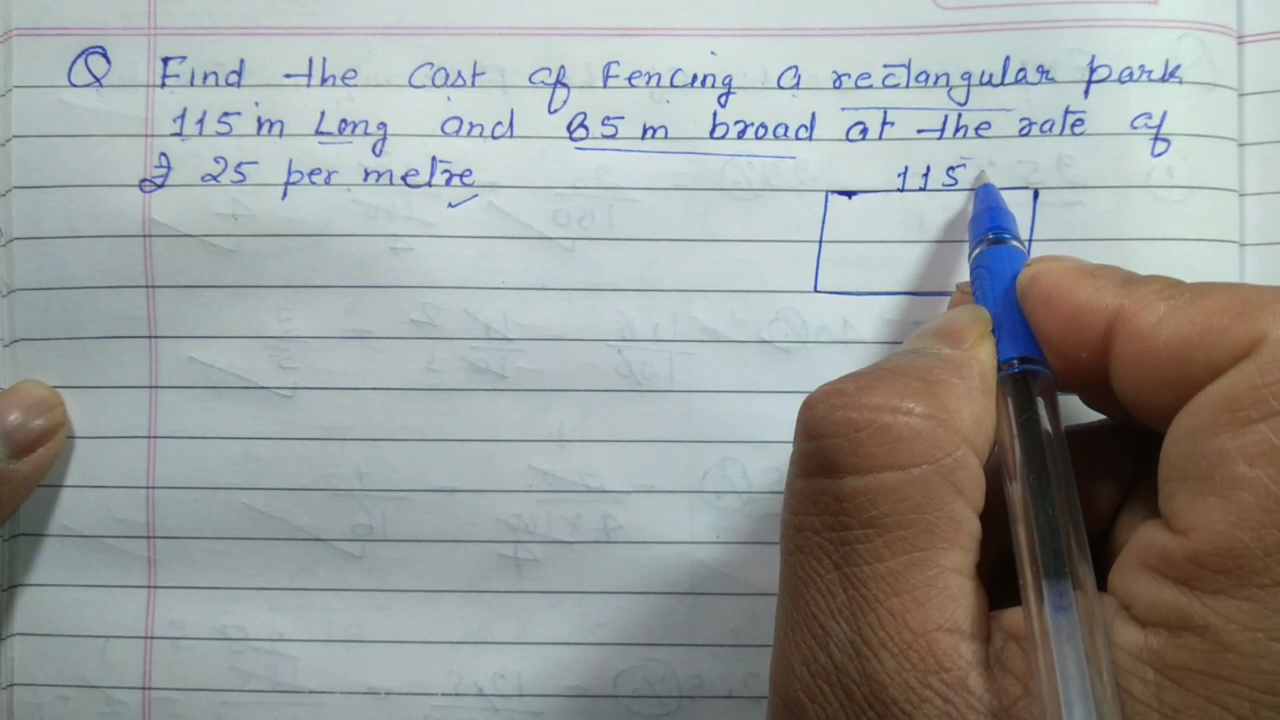 Q Find the cost of Fencing a rectangular park
115 m Long and 85 m broad at the rate of
₹ 25 per metre
115